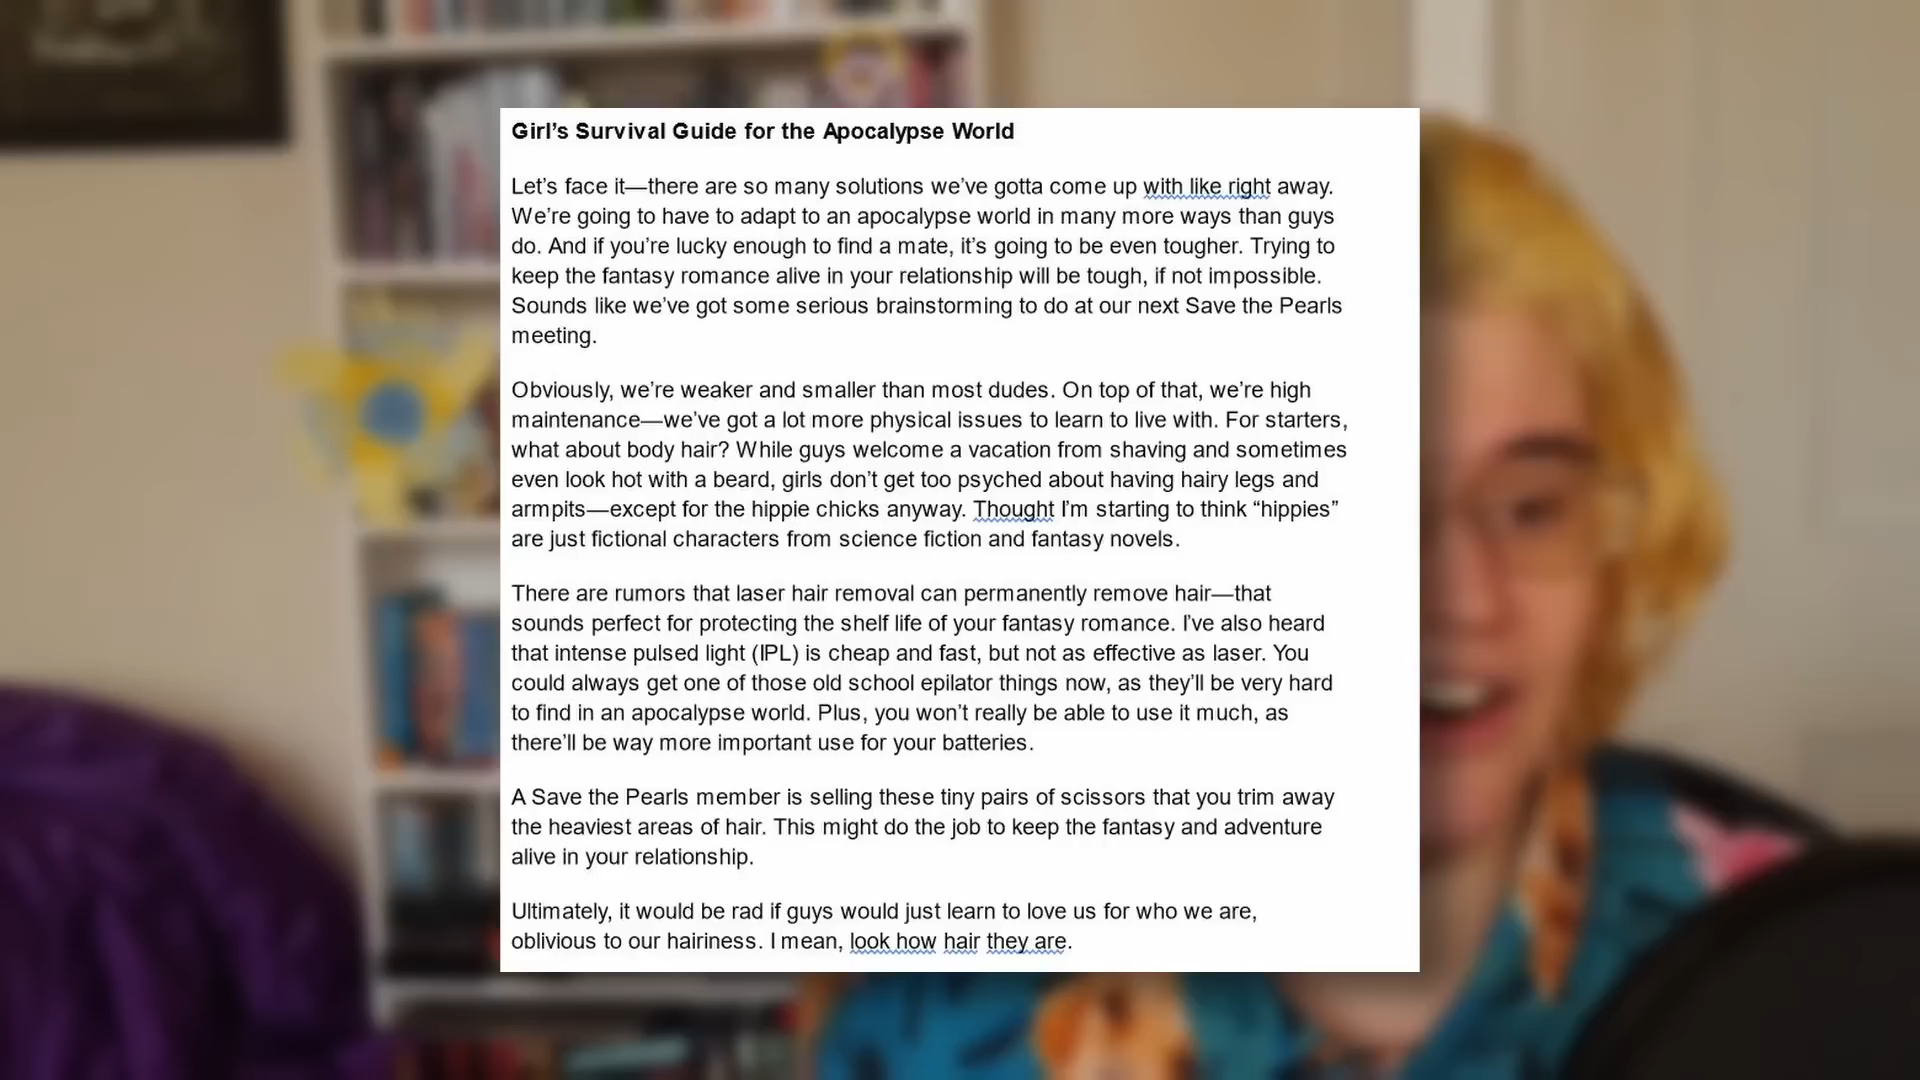 Girl’s Survival Guide for the Apocalypse World
Let’s face it—there are so many solutions we’ve gotta come up with like right away.
We’re going to have to adapt to an apocalypse world in many more ways than guys
do. And if you’re lucky enough to find a mate, it’s going to be even tougher. Trying to
keep the fantasy romance alive in your relationship will be tough, if not impossible.
Sounds like we’ve got some serious brainstorming to do at our next Save the Pearls
meeting.
Obviously, we’re weaker and smaller than most dudes. On top of that, we’re high
maintenance—we’ve got a lot more physical issues to learn to live with. For starters,
what about body hair? While guys welcome a vacation from shaving and sometimes
even look hot with a beard, girls don’t get too psyched about having hairy legs and
armpits—except for the hippie chicks anyway. Thought I’m starting to think “hippies”
are just fictional characters from science fiction and fantasy novels.
There are rumors that laser hair removal can permanently remove hair—that
sounds perfect for protecting the shelf life of your fantasy romance. I’ve also heard
that intense pulsed light (IPL) is cheap and fast, but not as effective as laser. You
could always get one of those old school epilator things now, as they’ll be very hard
to find in an apocalypse world. Plus, you won’t really be able to use it much, as
there’ll be way more important use for your batteries.
A Save the Pearls member is selling these tiny pairs of scissors that you trim away
the heaviest areas of hair. This might do the job to keep the fantasy and adventure
alive in your relationship.
Ultimately, it would be rad if guys would just learn to love us for who we are,
oblivious to our hairiness. I mean, look how hair they are.